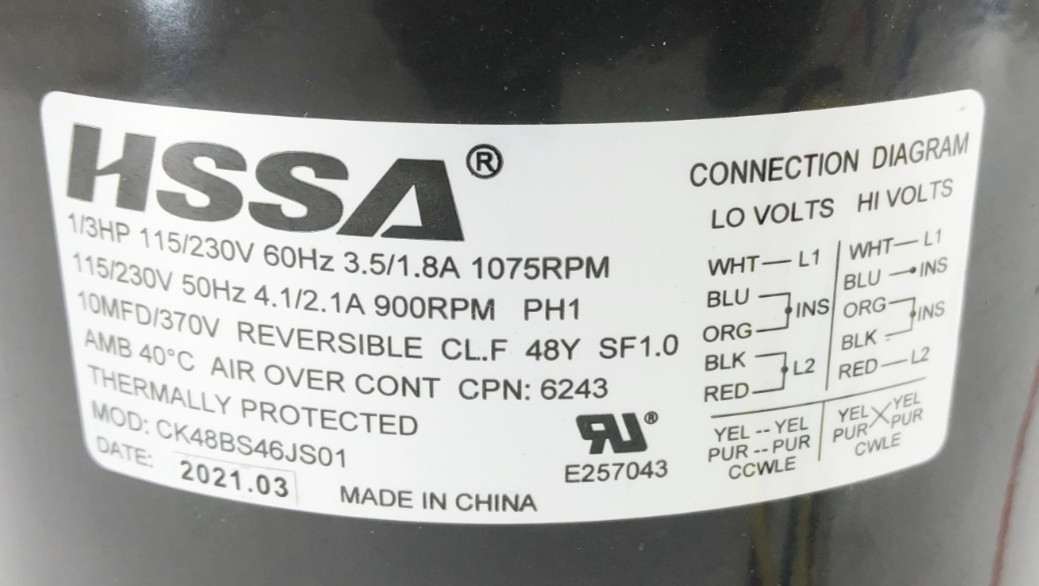 HSSA®
1/3HP 115/230V 60Hz 3.5/1.8A 1075RPM
115/230V 50Hz 4.1/2.1A 900RPM PH1
10MFD/370V REVERSIBLE CL.F 48Y SF1.0
AMB 40°C AIR OVER CONT CPN: 6243
THERMALLY PROTECTED
MOD: CK48BS46JS01
DATE: 2021.03
MADE IN CHINA
RU®
E257043
CONNECTION DIAGRAM
LO VOLTS HI VOLTS
WHT L1
BLU
INS
ORG
BLK
L2
RED
WHT L1
BLU INS
ORG
INS
BLK
RED L2
YEL -- YEL
PUR -- PUR
CCWLE
YEL YEL
PUR PUR
CWLE